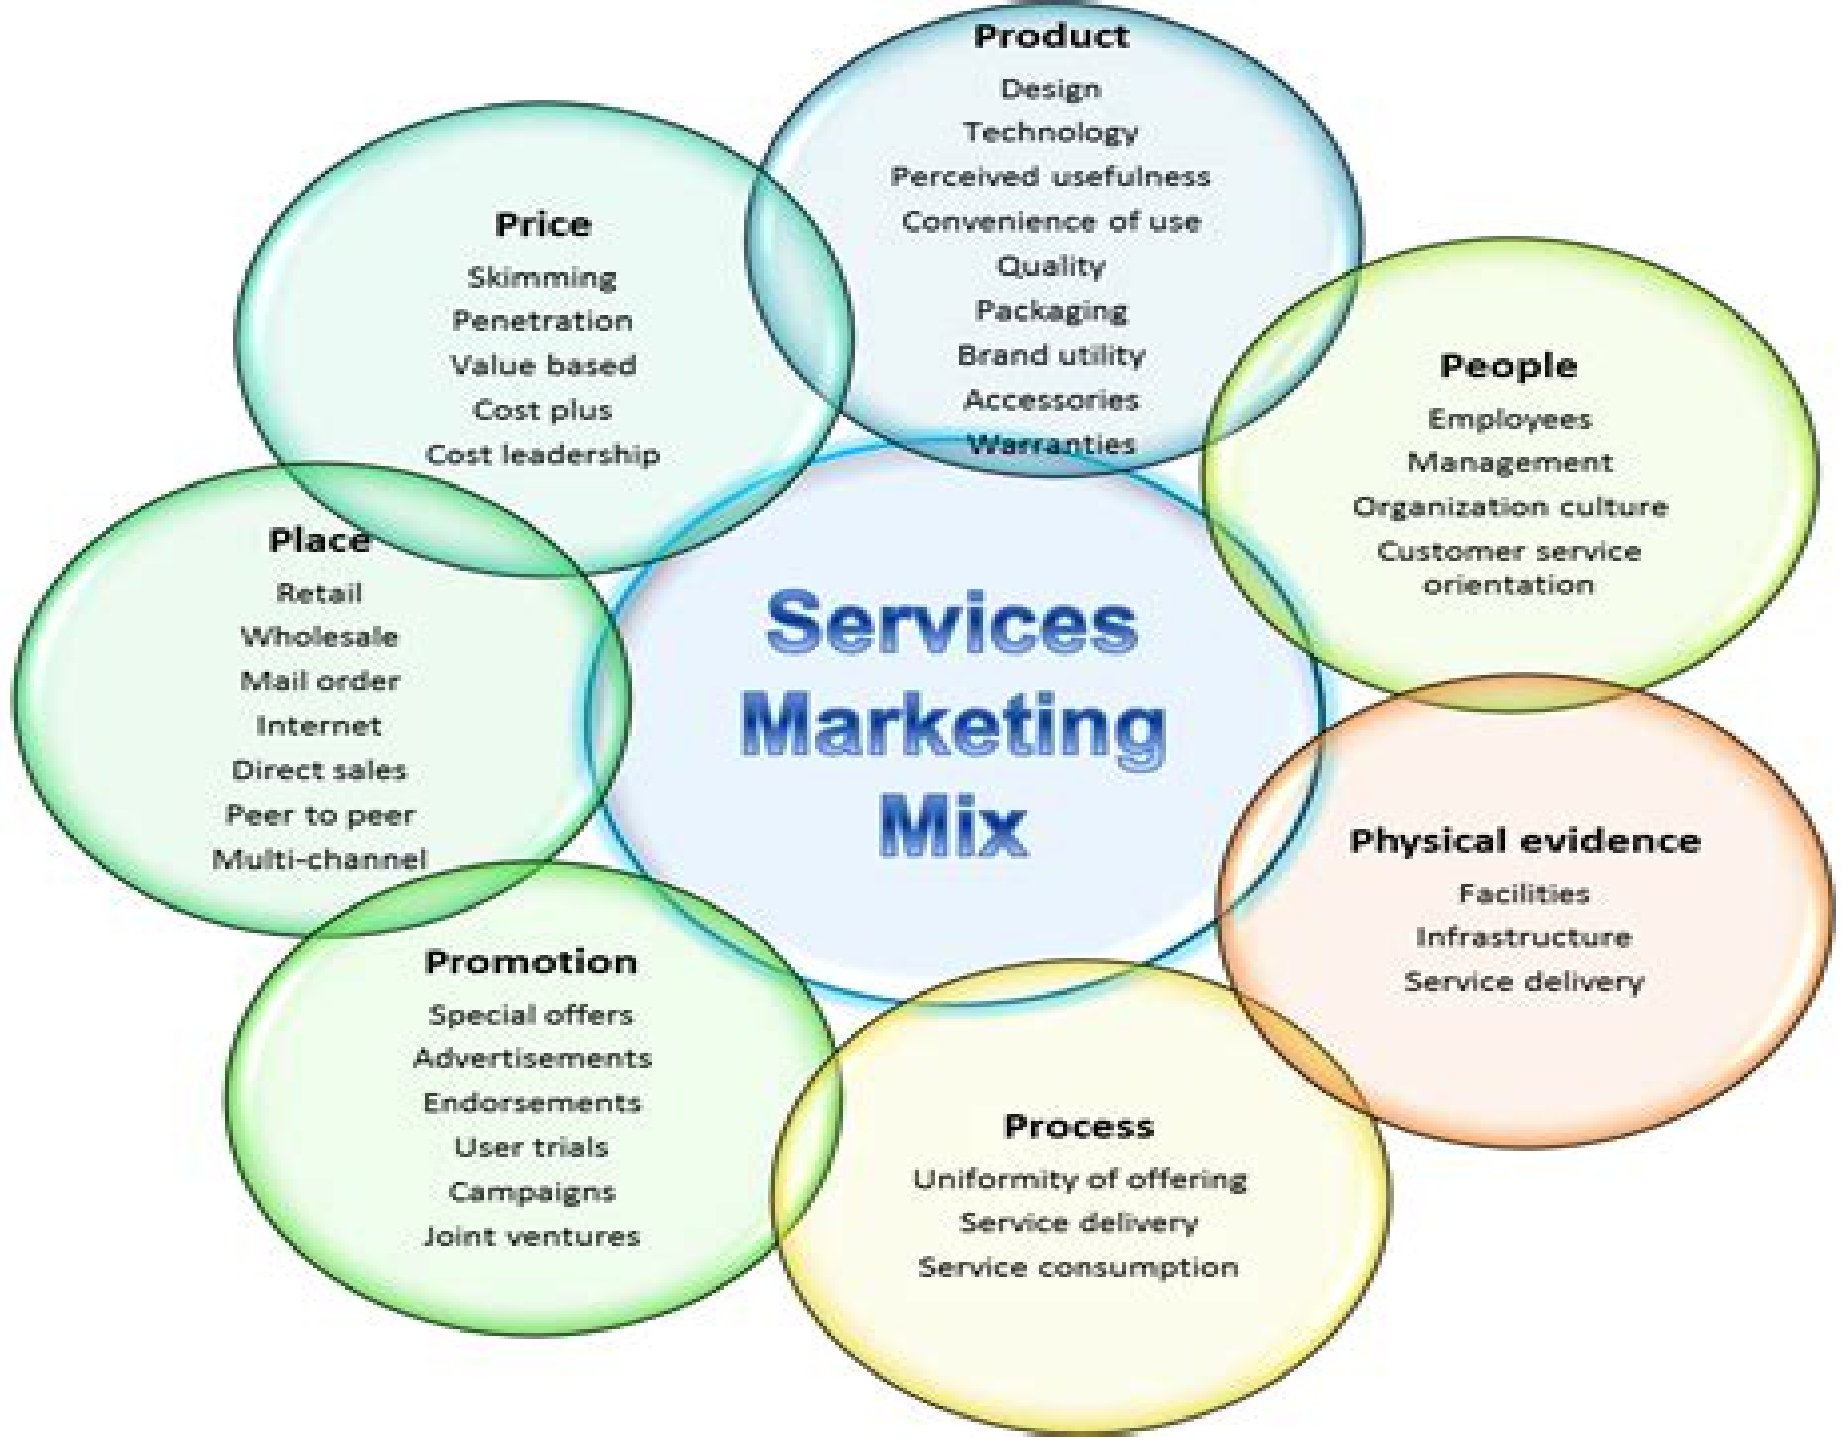 Product
Design
Technology
Perceived usefulness
Convenience of use
Quality
Packaging
Brand utility
Accessories
Warranties
Price
Skimming
Penetration
Value based
Cost plus
Cost leadership
People
Employees
Management
Organization culture
Customer service
orientation
Place
Retail
Wholesale
Mail order
Internet
Direct sales
Peer to peer
Multi-channel
Services
Marketing
Mix
Physical evidence
Facilities
Infrastructure
Service delivery
Promotion
Special offers
Advertisements
Endorsements
User trials
Campaigns
Joint ventures
Process
Uniformity of offering
Service delivery
Service consumption